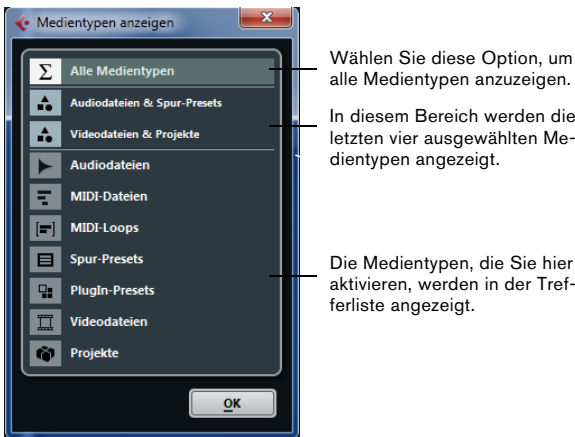 Medientypen anzeigen
Alle Medientypen
Audiodateien & Spur-Presets
Videodateien & Projekte
Audiodateien
MIDI-Dateien
MIDI-Loops
Spur-Presets
PlugIn-Presets
Videodateien
Projekte
OK
Wählen Sie diese Option, um
alle Medientypen anzuzeigen.
In diesem Bereich werden die
letzten vier ausgewählten Me-
dientypen angezeigt.
Die Medientypen, die Sie hier
aktivieren, werden in der Tref-
ferliste angezeigt.